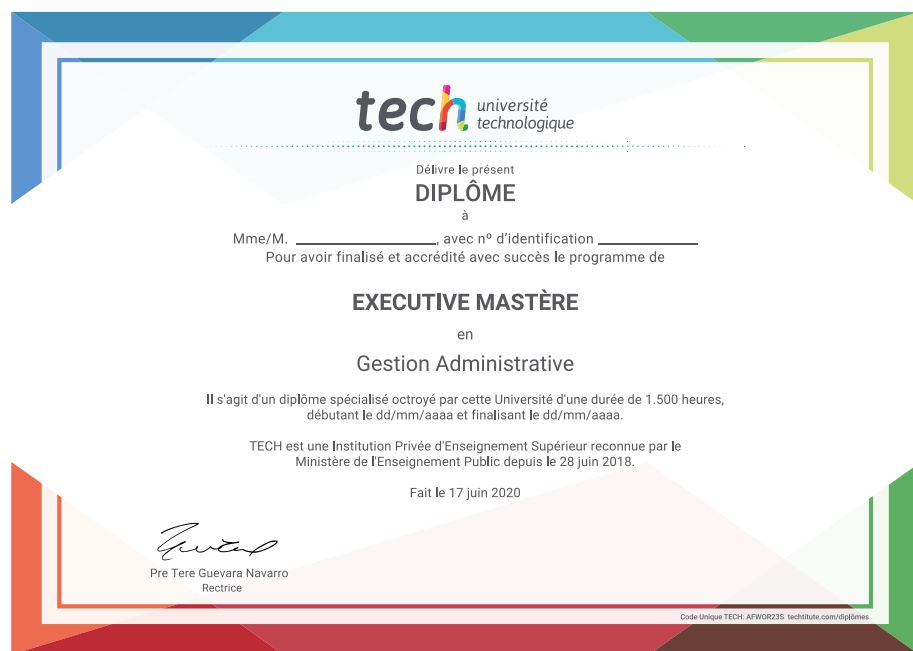 tech université
technologique
Délivre le présent
DIPLÔME
à
Mme/M. ____________________, avec nº d'identification ______________
Pour avoir finalisé et accrédité avec succès le programme de
EXECUTIVE MASTÈRE
en
Gestion Administrative
Il s'agit d'un diplôme spécialisé octroyé par cette Université d'une durée de 1.500 heures,
débutant le dd/mm/aaaa et finalisant le dd/mm/aaaa.
TECH est une Institution Privée d'Enseignement Supérieur reconnue par le
Ministère de l'Enseignement Public depuis le 28 juin 2018.
Fait le 17 juin 2020
Pre Tere Guevara Navarro
Rectrice
Code Unique TECH: AFWOR23S techtitute.com/diplômes